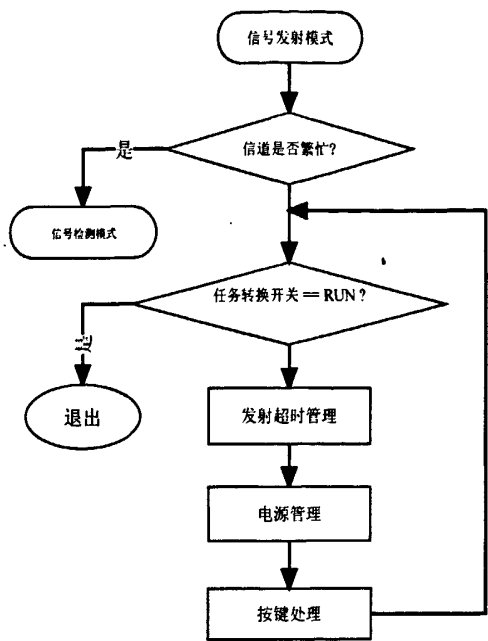 信号发射模式
信道是否繁忙?
是
信号检测模式
任务转换开关 == RUN ?
是
退出
发射超时管理
电源管理
按键处理